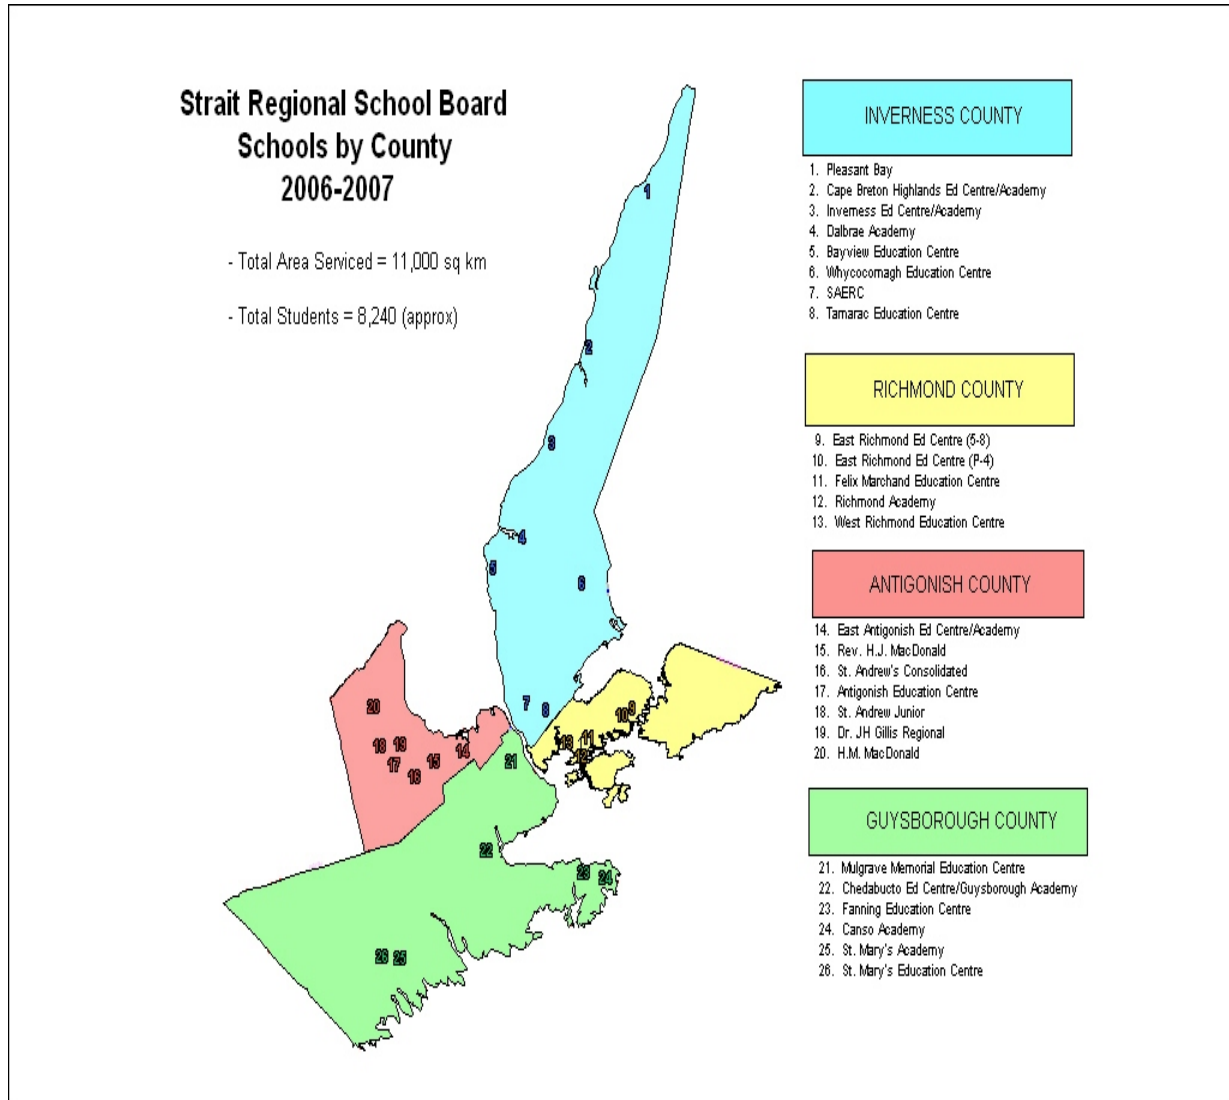 Strait Regional School Board
Schools by County
2006-2007
- Total Area Serviced = 11,000 sq km
- Total Students = 8,240 (approx)
INVERNESS COUNTY
1. Pleasant Bay
2. Cape Breton Highlands Ed Centre/Academy
3. Inverness Ed Centre/Academy
4. Dalbrae Academy
5. Bayview Education Centre
6. Whycocomagh Education Centre
7. SAERC
8. Tamarac Education Centre
RICHMOND COUNTY
9. East Richmond Ed Centre (5-8)
10. East Richmond Ed Centre (P-4)
11. Felix Marchand Education Centre
12. Richmond Academy
13. West Richmond Education Centre
ANTIGONISH COUNTY
14. East Antigonish Ed Centre/Academy
15. Rev. H.J. MacDonald
16. St. Andrew's Consolidated
17. Antigonish Education Centre
18. St. Andrew Junior
19. Dr. JH Gillis Regional
20. H.M. MacDonald
GUYSBOROUGH COUNTY
21. Mulgrave Memorial Education Centre
22. Chedabucto Ed Centre/Guysborough Academy
23. Fanning Education Centre
24. Canso Academy
25. St. Mary's Academy
26. St. Mary's Education Centre
1
2
3
4
5
6
7
8
9
10
11
13
12
20
18
19
17
15
16
14
21
22
23
24
26
25